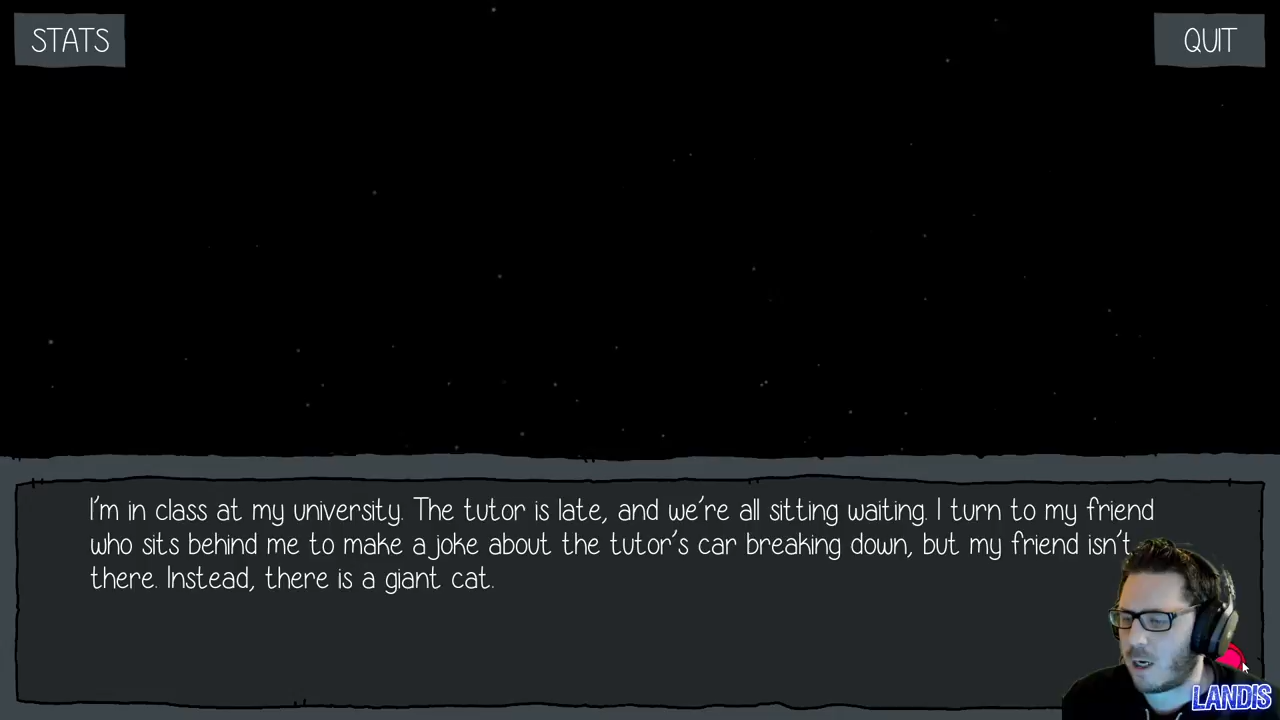 STATS
QUIT
I'm in class at my university. The tutor is late, and we're all sitting waiting. I turn to my friend
who sits behind me to make a joke about the tutor's car breaking down, but my friend isn't
there. Instead, there is a giant cat.
LANDIS